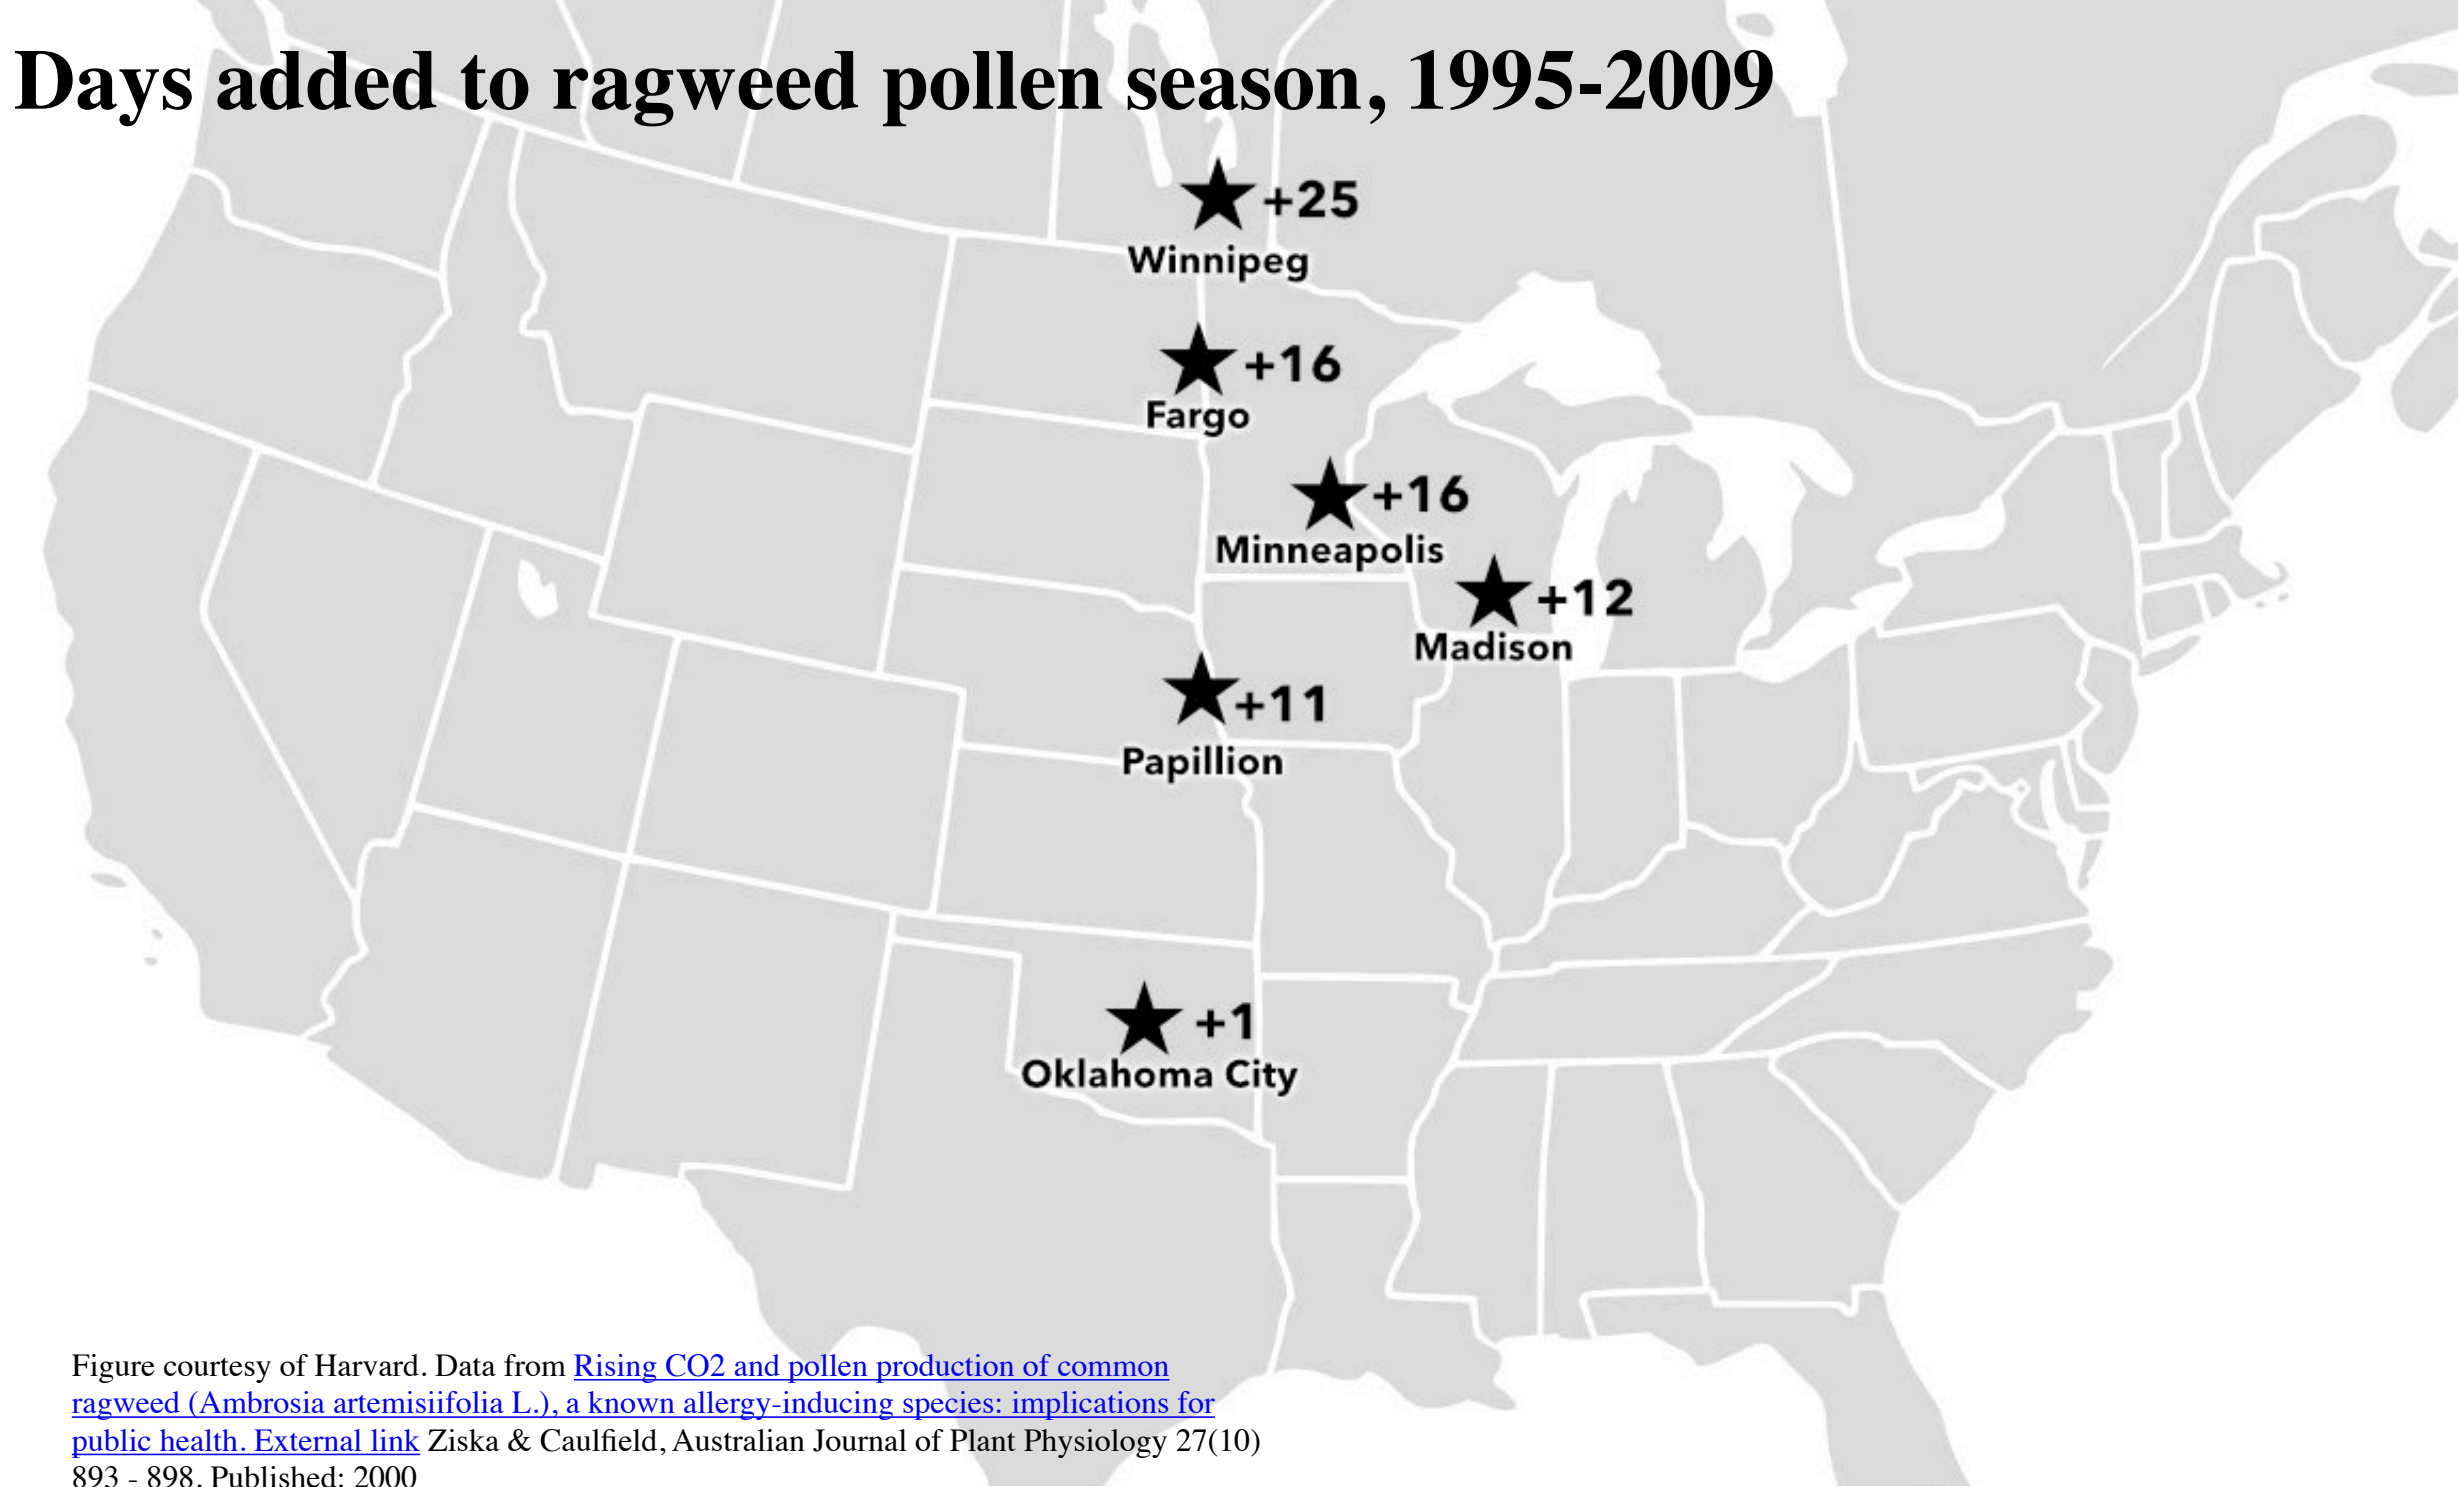 Days added to ragweed pollen season, 1995-2009
+25
Winnipeg
+16
Fargo
+16
Minneapolis
+12
Madison
+11
Papillion
+1
Oklahoma City
Figure courtesy of Harvard. Data from Rising CO2 and pollen production of common
ragweed (Ambrosia artemisiifolia L.), a known allergy-inducing species: implications for
public health. External link Ziska & Caulfield, Australian Journal of Plant Physiology 27(10)
893 - 898. Published: 2000